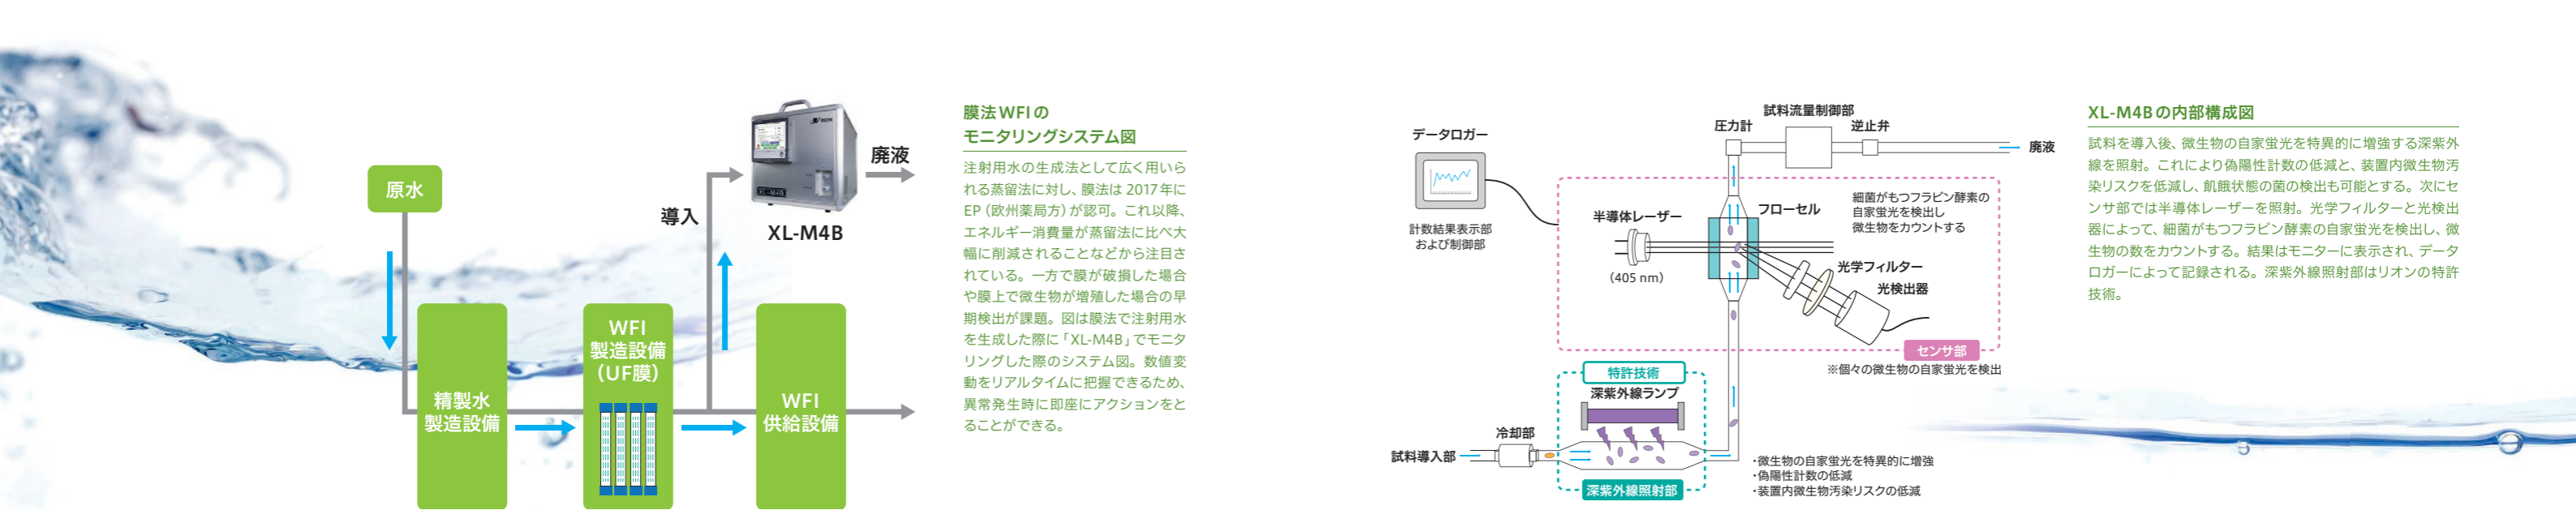 原水
精製水
製造設備
WFI
製造設備
（UF膜）
導入
XL-M4B
XL-M4B
廃液
WFI
供給設備
膜法WFIの
モニタリングシステム図
注射用水の生成法として広く用いら
れる蒸留法に対し、膜法は2017年に
EP（欧州薬局方）が認可。これ以降、
エネルギー消費量が蒸留法に比べ大
幅に削減されることなどから注目さ
れている。一方で膜が破損した場合
や膜上で微生物が増殖した場合の早
期検出が課題。図は膜法で注射用水
を生成した際に「XL-M4B」でモニタ
リングした際のシステム図。数値変
動をリアルタイムに把握できるため、
異常発生時に即座にアクションをと
ることができる。
データロガー
計数結果表示部
および制御部
試料流量制御部
圧力計
逆止弁
廃液
半導体レーザー
（405 nm）
フローセル
細菌がもつフラビン酵素の
自家蛍光を検出し
微生物をカウントする
光学フィルター
光検出器
センサ部
※個々の微生物の自家蛍光を検出
特許技術
深紫外線ランプ
冷却部
試料導入部
深紫外線照射部
・微生物の自家蛍光を特異的に増強
・偽陽性計数の低減
・装置内微生物汚染リスクの低減
XL-M4Bの内部構成図
試料を導入後、微生物の自家蛍光を特異的に増強する深紫外
線を照射。これにより偽陽性計数の低減と、装置内微生物汚
染リスクを低減し、飢餓状態の菌の検出も可能とする。次にセ
ンサ部では半導体レーザーを照射。光学フィルターと光検出
器によって、細菌がもつフラビン酵素の自家蛍光を検出し、微
生物の数をカウントする。結果はモニターに表示され、データ
ロガーによって記録される。深紫外線照射部はリオンの特許
技術。